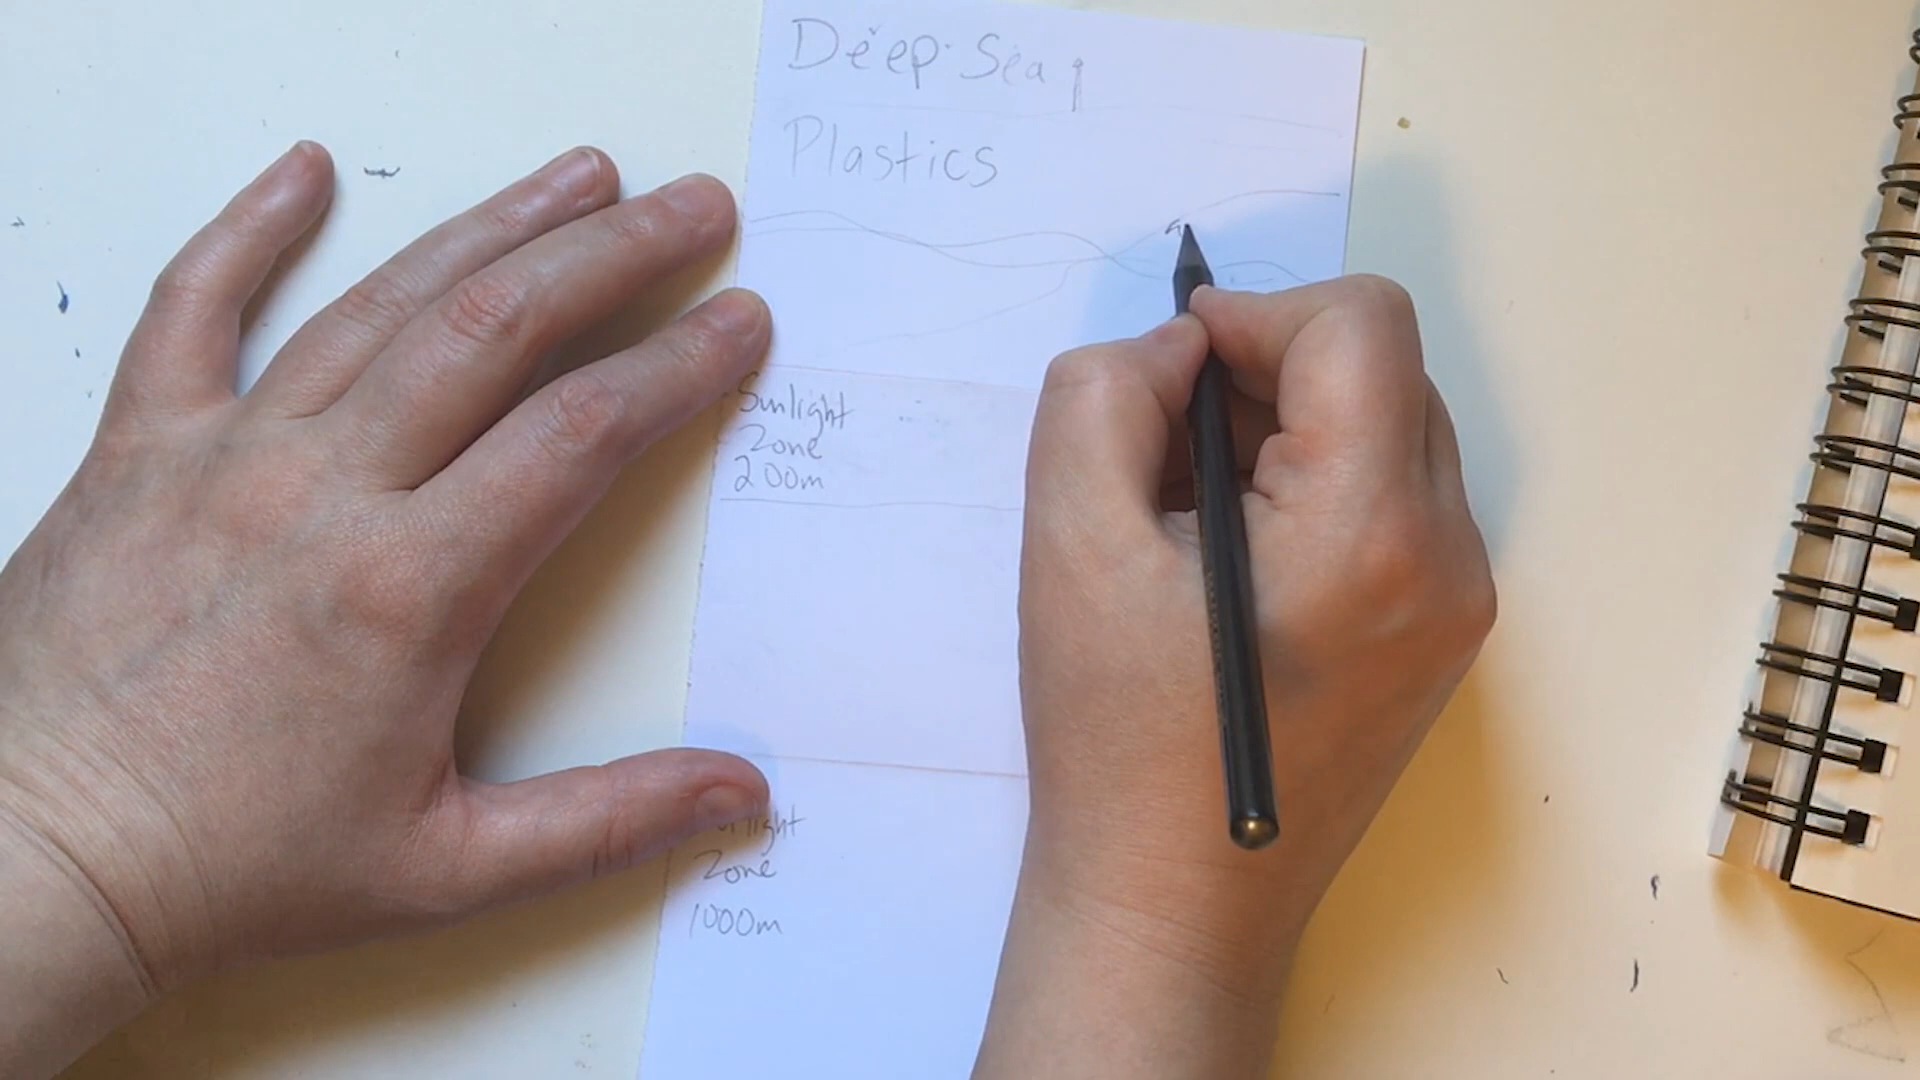 Deep Sea
Plastics
Sunlight
Zone
200m
Zone
1000m